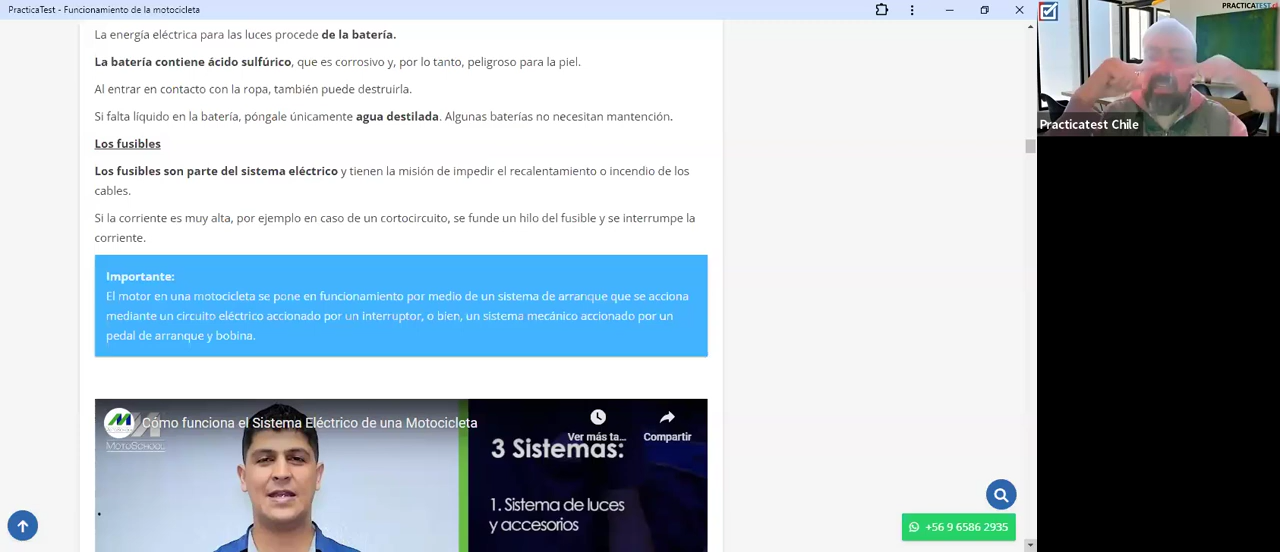 PracticaTest - Funcionamiento de la motocicleta
PRACTICATEST.cl
Practicatest Chile
La energía eléctrica para las luces procede de la batería.
La batería contiene ácido sulfúrico, que es corrosivo y, por lo tanto, peligroso para la piel.
Al entrar en contacto con la ropa, también puede destruirla.
Si falta líquido en la batería, póngale únicamente agua destilada. Algunas baterías no necesitan mantención.
Los fusibles
Los fusibles son parte del sistema eléctrico y tienen la misión de impedir el recalentamiento o incendio de los
cables.
Si la corriente es muy alta, por ejemplo en caso de un cortocircuito, se funde un hilo del fusible y se interrumpe la
corriente.
Importante:
El motor en una motocicleta se pone en funcionamiento por medio de un sistema de arranque que se acciona
mediante un circuito eléctrico accionado por un interruptor, o bien, un sistema mecánico accionado por un
pedal de arranque y bobina.
Cómo funciona el Sistema Eléctrico de una Motocicleta
MOTOSCHOOL
Ver más ta...
Compartir
3 Sistemas:
1. Sistema de luces
y accesorios
+56 9 6586 2935